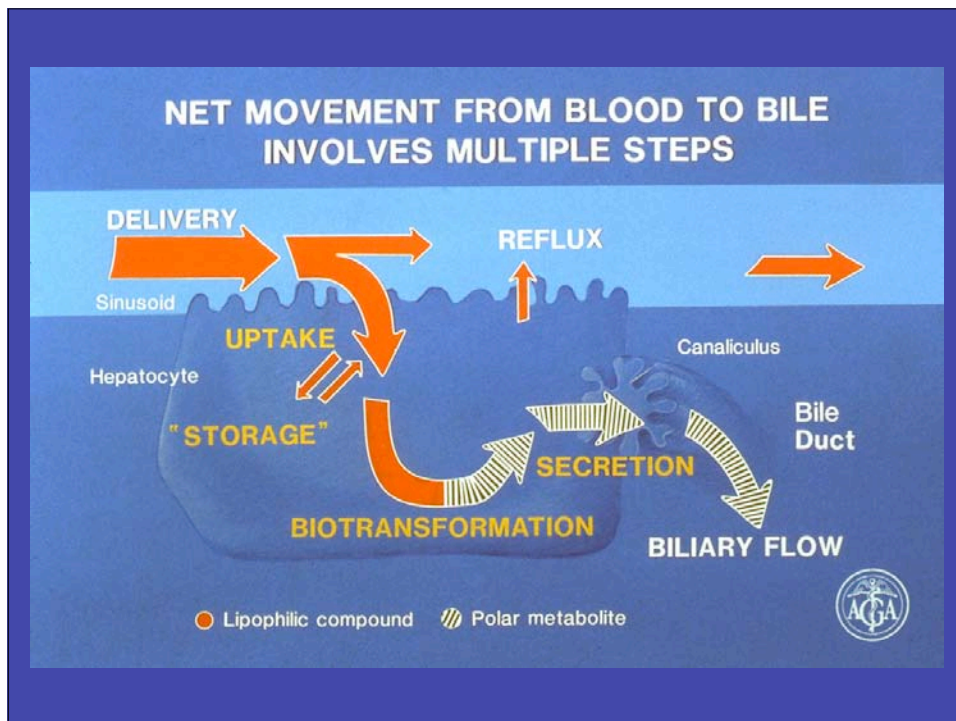 NET MOVEMENT FROM BLOOD TO BILE
INVOLVES MULTIPLE STEPS
DELIVERY
REFLUX
Sinusoid
UPTAKE
Canaliculus
Hepatocyte
"STORAGE"
Bile
Duct
SECRETION
BIOTRANSFORMATION
BILIARY FLOW
Lipophilic compound
Polar metabolite
AGA